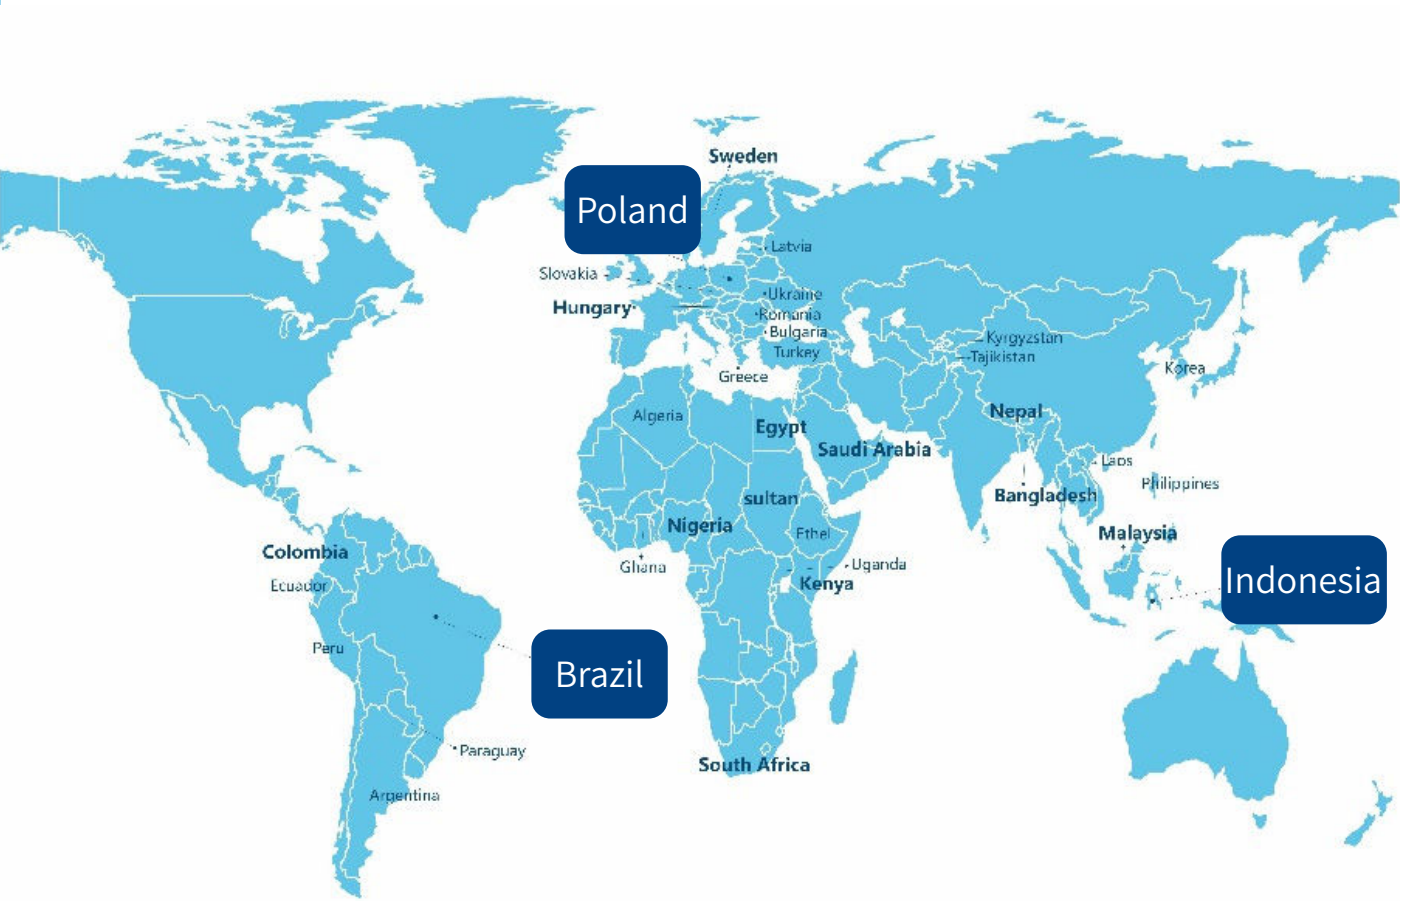 Sweden
Poland
Latvia
Slovakia
Ukraine
Hungary
Romania
Bulgaria
Turkey
Greece
Kyrgyzstan
Tajikistan
Korea
Algeria
Egypt
Nepal
Saudi Arabia
Laos
Philippines
Bangladesh
sultan
Nigeria
Ethel
Malaysia
Colombia
Ghana
Uganda
Kenya
Ecuador
Indonesia
Peru
Brazil
Paraguay
South Africa
Argentina